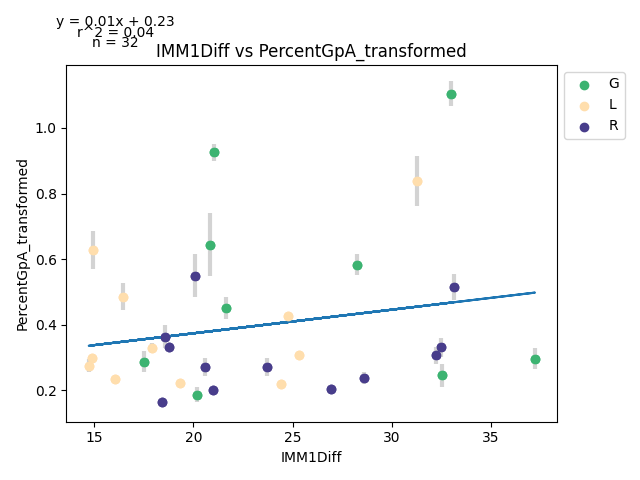 y = 0.01x + 0.23
r^2 = 0.04
n = 32
IMM1Diff vs PercentGpA_transformed
G
L
R
PercentGpA_transformed
1.0
0.8
0.6
0.4
0.2
15 20 25 30 35
IMM1Diff